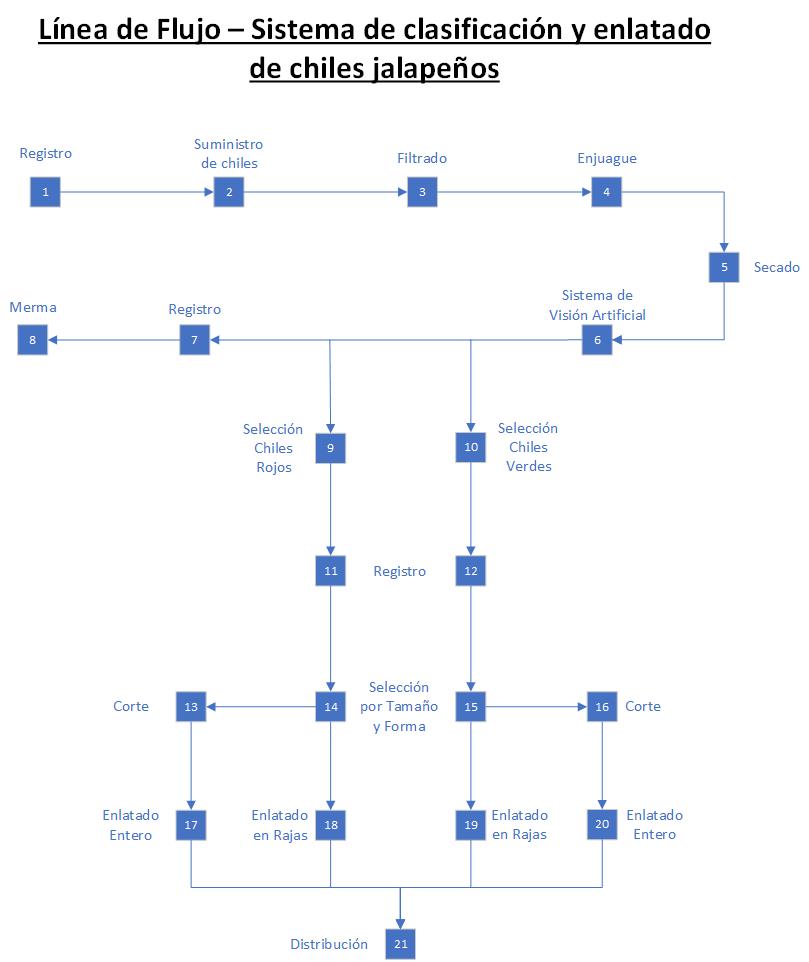 Línea de Flujo – Sistema de clasificación y enlatado
de chiles jalapeños
Registro
Suministro
de chiles
Filtrado
Enjuague
1
2
3
4
5
Secado
Merma
Registro
Sistema de
Visión Artificial
8
7
6
Selección
Chiles
Rojos
9
10
Selección
Chiles
Verdes
11
Registro
12
Corte
13
14
Selección
por Tamaño
y Forma
15
16
Corte
Enlatado
Entero
17
Enlatado
en Rajas
18
19
Enlatado
en Rajas
20
Enlatado
Entero
Distribución
21